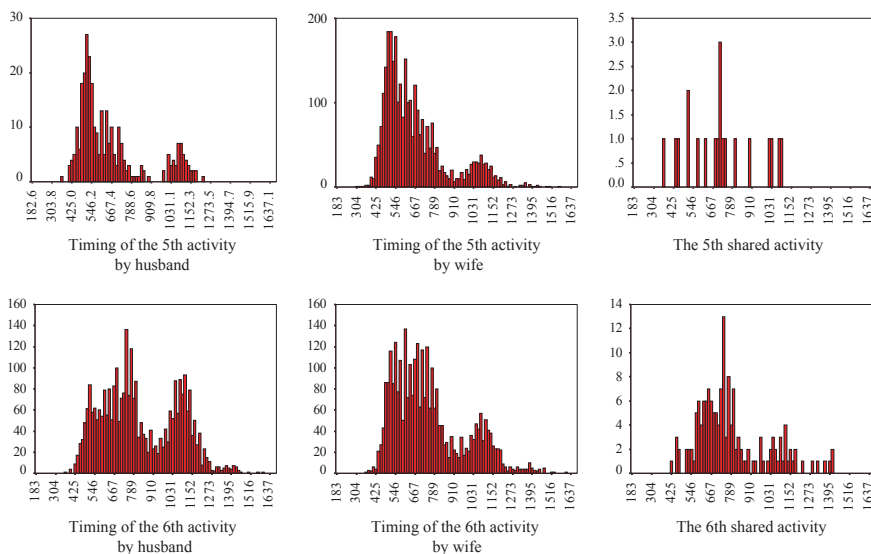 30
20
10
0
182.6 303.8 425.0 546.2 667.4 788.6 909.8 1031.1 1152.3 1273.5 1394.7 1515.9 1637.1
Timing of the 5th activity
by husband
200
100
0
183 304 425 546 667 789 910 1031 1152 1273 1395 1516 1637
Timing of the 5th activity
by wife
3.5
3.0
2.5
2.0
1.5
1.0
.5
0.0
183 304 425 546 667 789 910 1031 1152 1273 1395 1516 1637
The 5th shared activity
160
140
120
100
80
60
40
20
0
183 304 425 546 667 789 910 1031 1152 1273 1395 1516 1637
Timing of the 6th activity
by husband
160
140
120
100
80
60
40
20
0
183 304 425 546 667 789 910 1031 1152 1273 1395 1516 1637
Timing of the 6th activity
by wife
14
12
10
8
6
4
2
0
183 304 425 546 667 789 910 1031 1152 1273 1395 1516 1637
The 6th shared activity